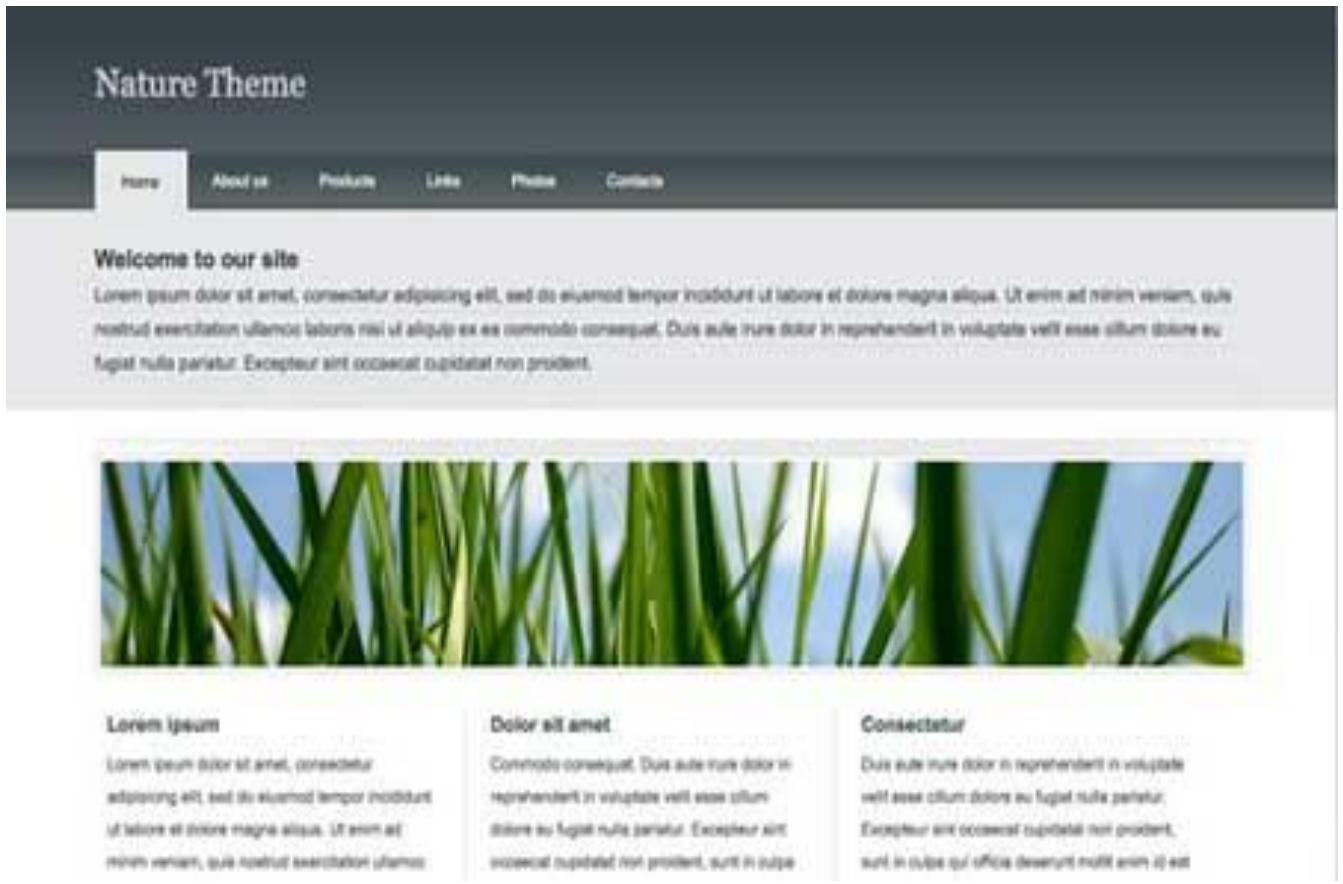 Nature Theme
Home About us Products Links Photos Contacts
Welcome to our site
Lorem ipsum dolor sit amet, consectetur adipisicing elit, sed do eiusmod tempor incididunt ut labore et dolore magna aliqua. Ut enim ad minim veniam, quis
nostrud exercitation ullamco laboris nisi ut aliquip ex ea commodo consequat. Duis aute irure dolor in reprehenderit in voluptate velit esse cillum dolore eu
fugiat nulla pariatur. Excepteur sint occaecat cupidatat non proident.
Lorem ipsum
Lorem ipsum dolor sit amet, consectetur
adipisicing elit, sed do eiusmod tempor incididunt
ut labore et dolore magna aliqua. Ut enim ad
minim veniam, quis nostrud exercitation ullamco
Dolor sit amet
Commodo consequat. Duis aute irure dolor in
reprehenderit in voluptate velit esse cillum
dolore eu fugiat nulla pariatur. Excepteur sint
occaecat cupidatat non proident, sunt in culpa
Consectetur
Duis aute irure dolor in reprehenderit in voluptate
velit esse cillum dolore eu fugiat nulla pariatur.
Excepteur sint occaecat cupidatat non proident,
sunt in culpa qui officia deserunt mollit anim id est